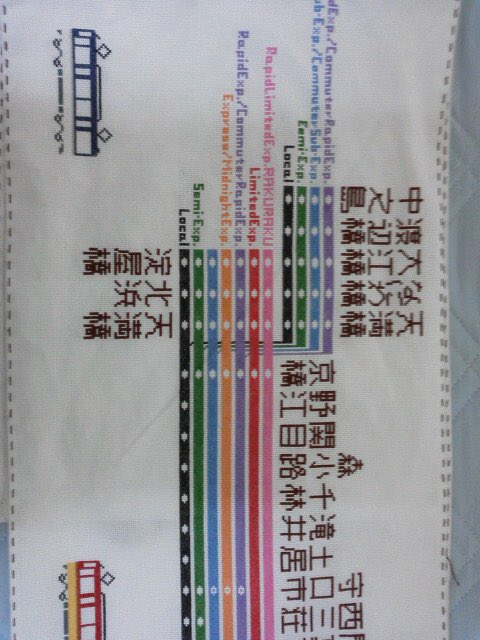 dExp./CommuterRapidExp.
ub-Exp./CommuterSub-Exp.
Semi-Exp.
Local
中之島
渡辺橋
大江橋
なにわ橋
天満橋
RapidLimitedExp.RAKURAKU
LimitedExp.
RapidExp./CommuterRapidExp.
Express/MidnightExp.
Semi-Exp.
Local
淀屋橋
北浜
天満橋
京橋
野江
関目
森小路
千林
滝井
土居
守口市
西三荘